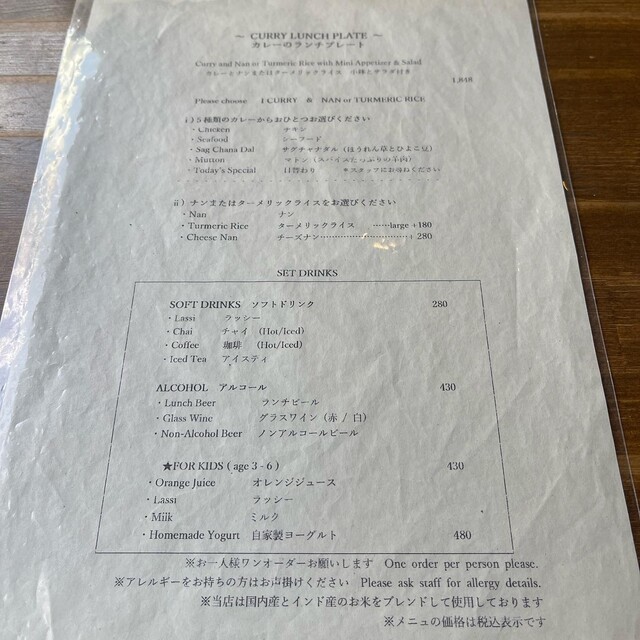 ～ CURRY LUNCH PLATE ～
カレーのランチプレート
Curry and Nan or Turmeric Rice with Mini Appetizer & Salad
カレーとナンまたはターメリックライス 小鉢とサラダ付き
Please choose 1 CURRY & NAN or TURMERIC RICE
i)5種類のカレーからおひとつお選びください
・Chicken チキン
・Seafood シーフード
・Sag Chana Dal サグチャナダル（ほうれん草とひよこ豆）
・Mutton マトン（スパイスたっぷりの羊肉）
・Today's Special 日替わり ＊スタッフにお尋ねください
ii) ナンまたはターメリックライスをお選びください
・Nan ナン
・Turmeric Rice ターメリックライス ……large +180
・Cheese Nan チーズナン…………………………+ 280
SET DRINKS
SOFT DRINKS ソフトドリンク 280
・Lassi ラッシー
・Chai チャイ (Hot/Iced)
・Coffee 珈琲 (Hot/Iced)
・Iced Tea アイスティ
ALCOHOL アルコール 430
・Lunch Beer ランチビール
・Glass Wine グラスワイン（赤 / 白）
・Non-Alcohol Beer ノンアルコールビール
★FOR KIDS ( age 3 - 6 ) 430
・Orange Juice オレンジジュース
・Lassi ラッシー
・Milk ミルク
・Homemade Yogurt 自家製ヨーグルト 480
※お一人様ワンオーダーお願いします One order per person please.
※アレルギーをお持ちの方はお声掛けください Please ask staff for allergy details.
※当店は国内産とインド産のお米をブレンドして使用しております
※メニューの価格は税込表示です